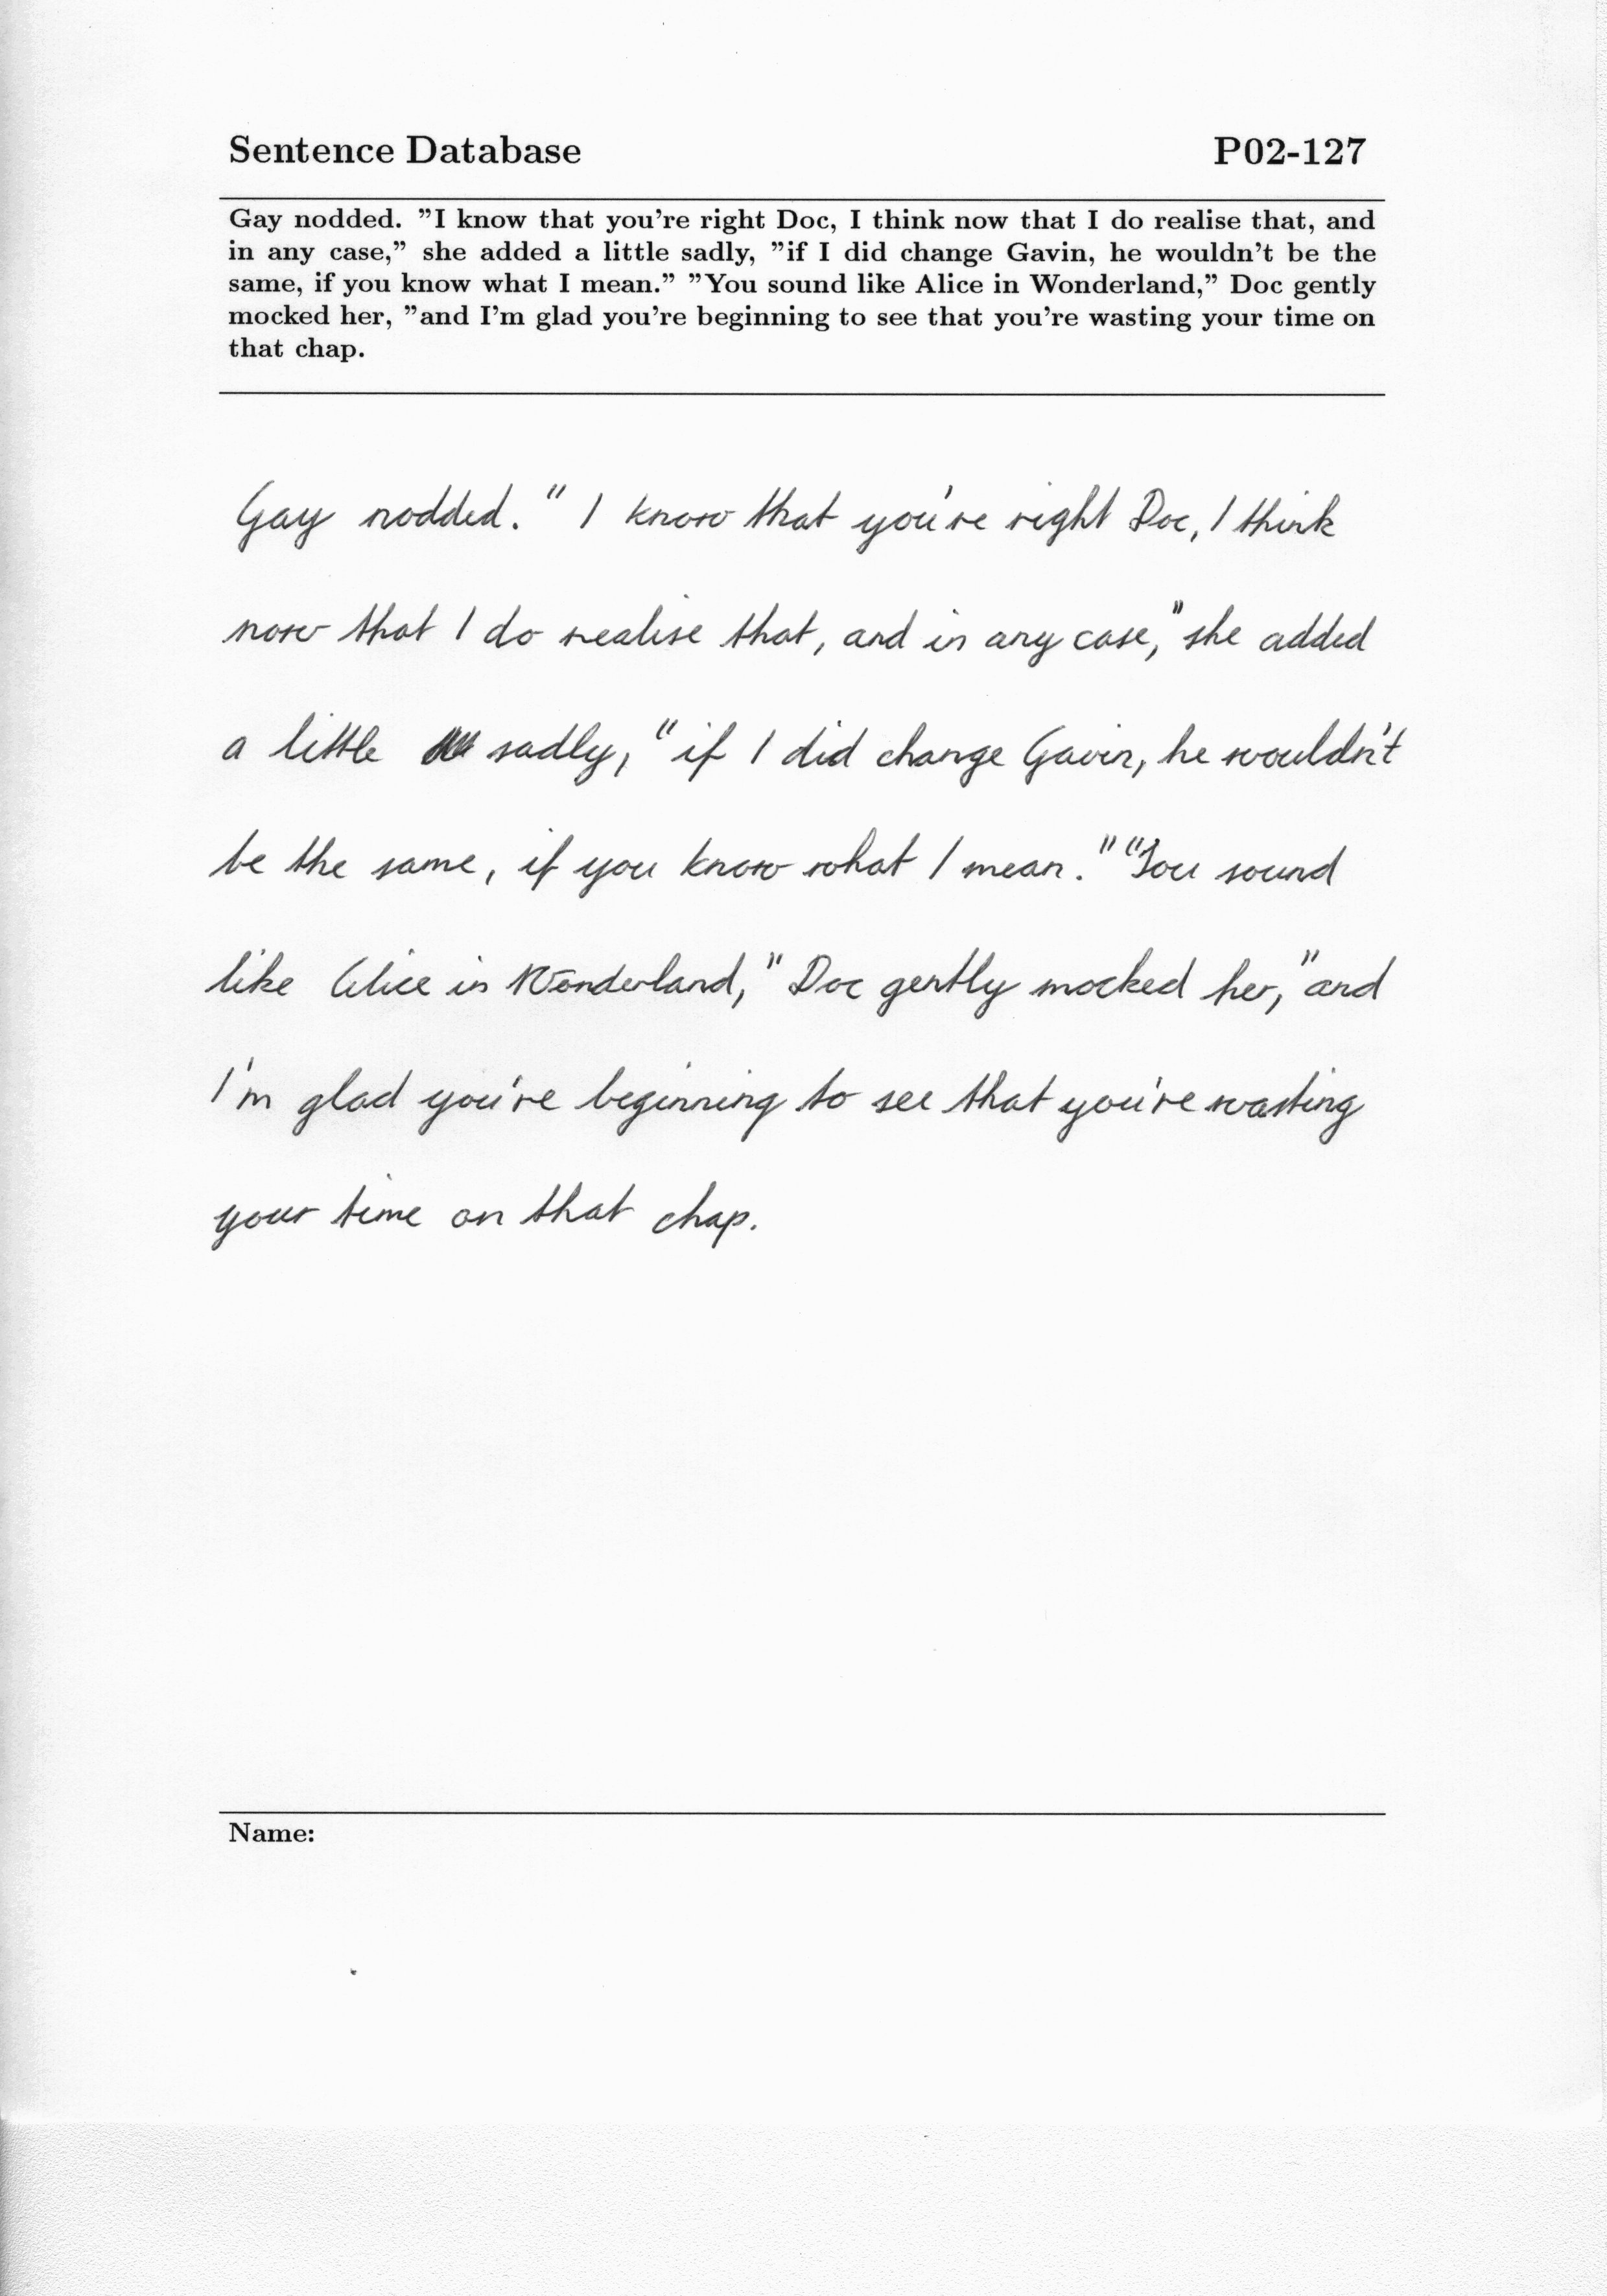 Sentence Database P02-127
Gay nodded. ”I know that you’re right Doc, I think now that I do realise that, and
in any case,” she added a little sadly, ”if I did change Gavin, he wouldn’t be the
same, if you know what I mean.” ”You sound like Alice in Wonderland,” Doc gently
mocked her, ”and I’m glad you’re beginning to see that you’re wasting your time on
that chap.
Gay nodded. "I know that you're right Doc, I think
now that I do realise that, and in any case," she added
a little sadly, "if I did change Gavin, he wouldn't
be the same, if you know what I mean." "You sound
like Alice in Wonderland," Doc gently mocked her, "and
I'm glad you're beginning to see that you're wasting
your time on that chap.
Name: